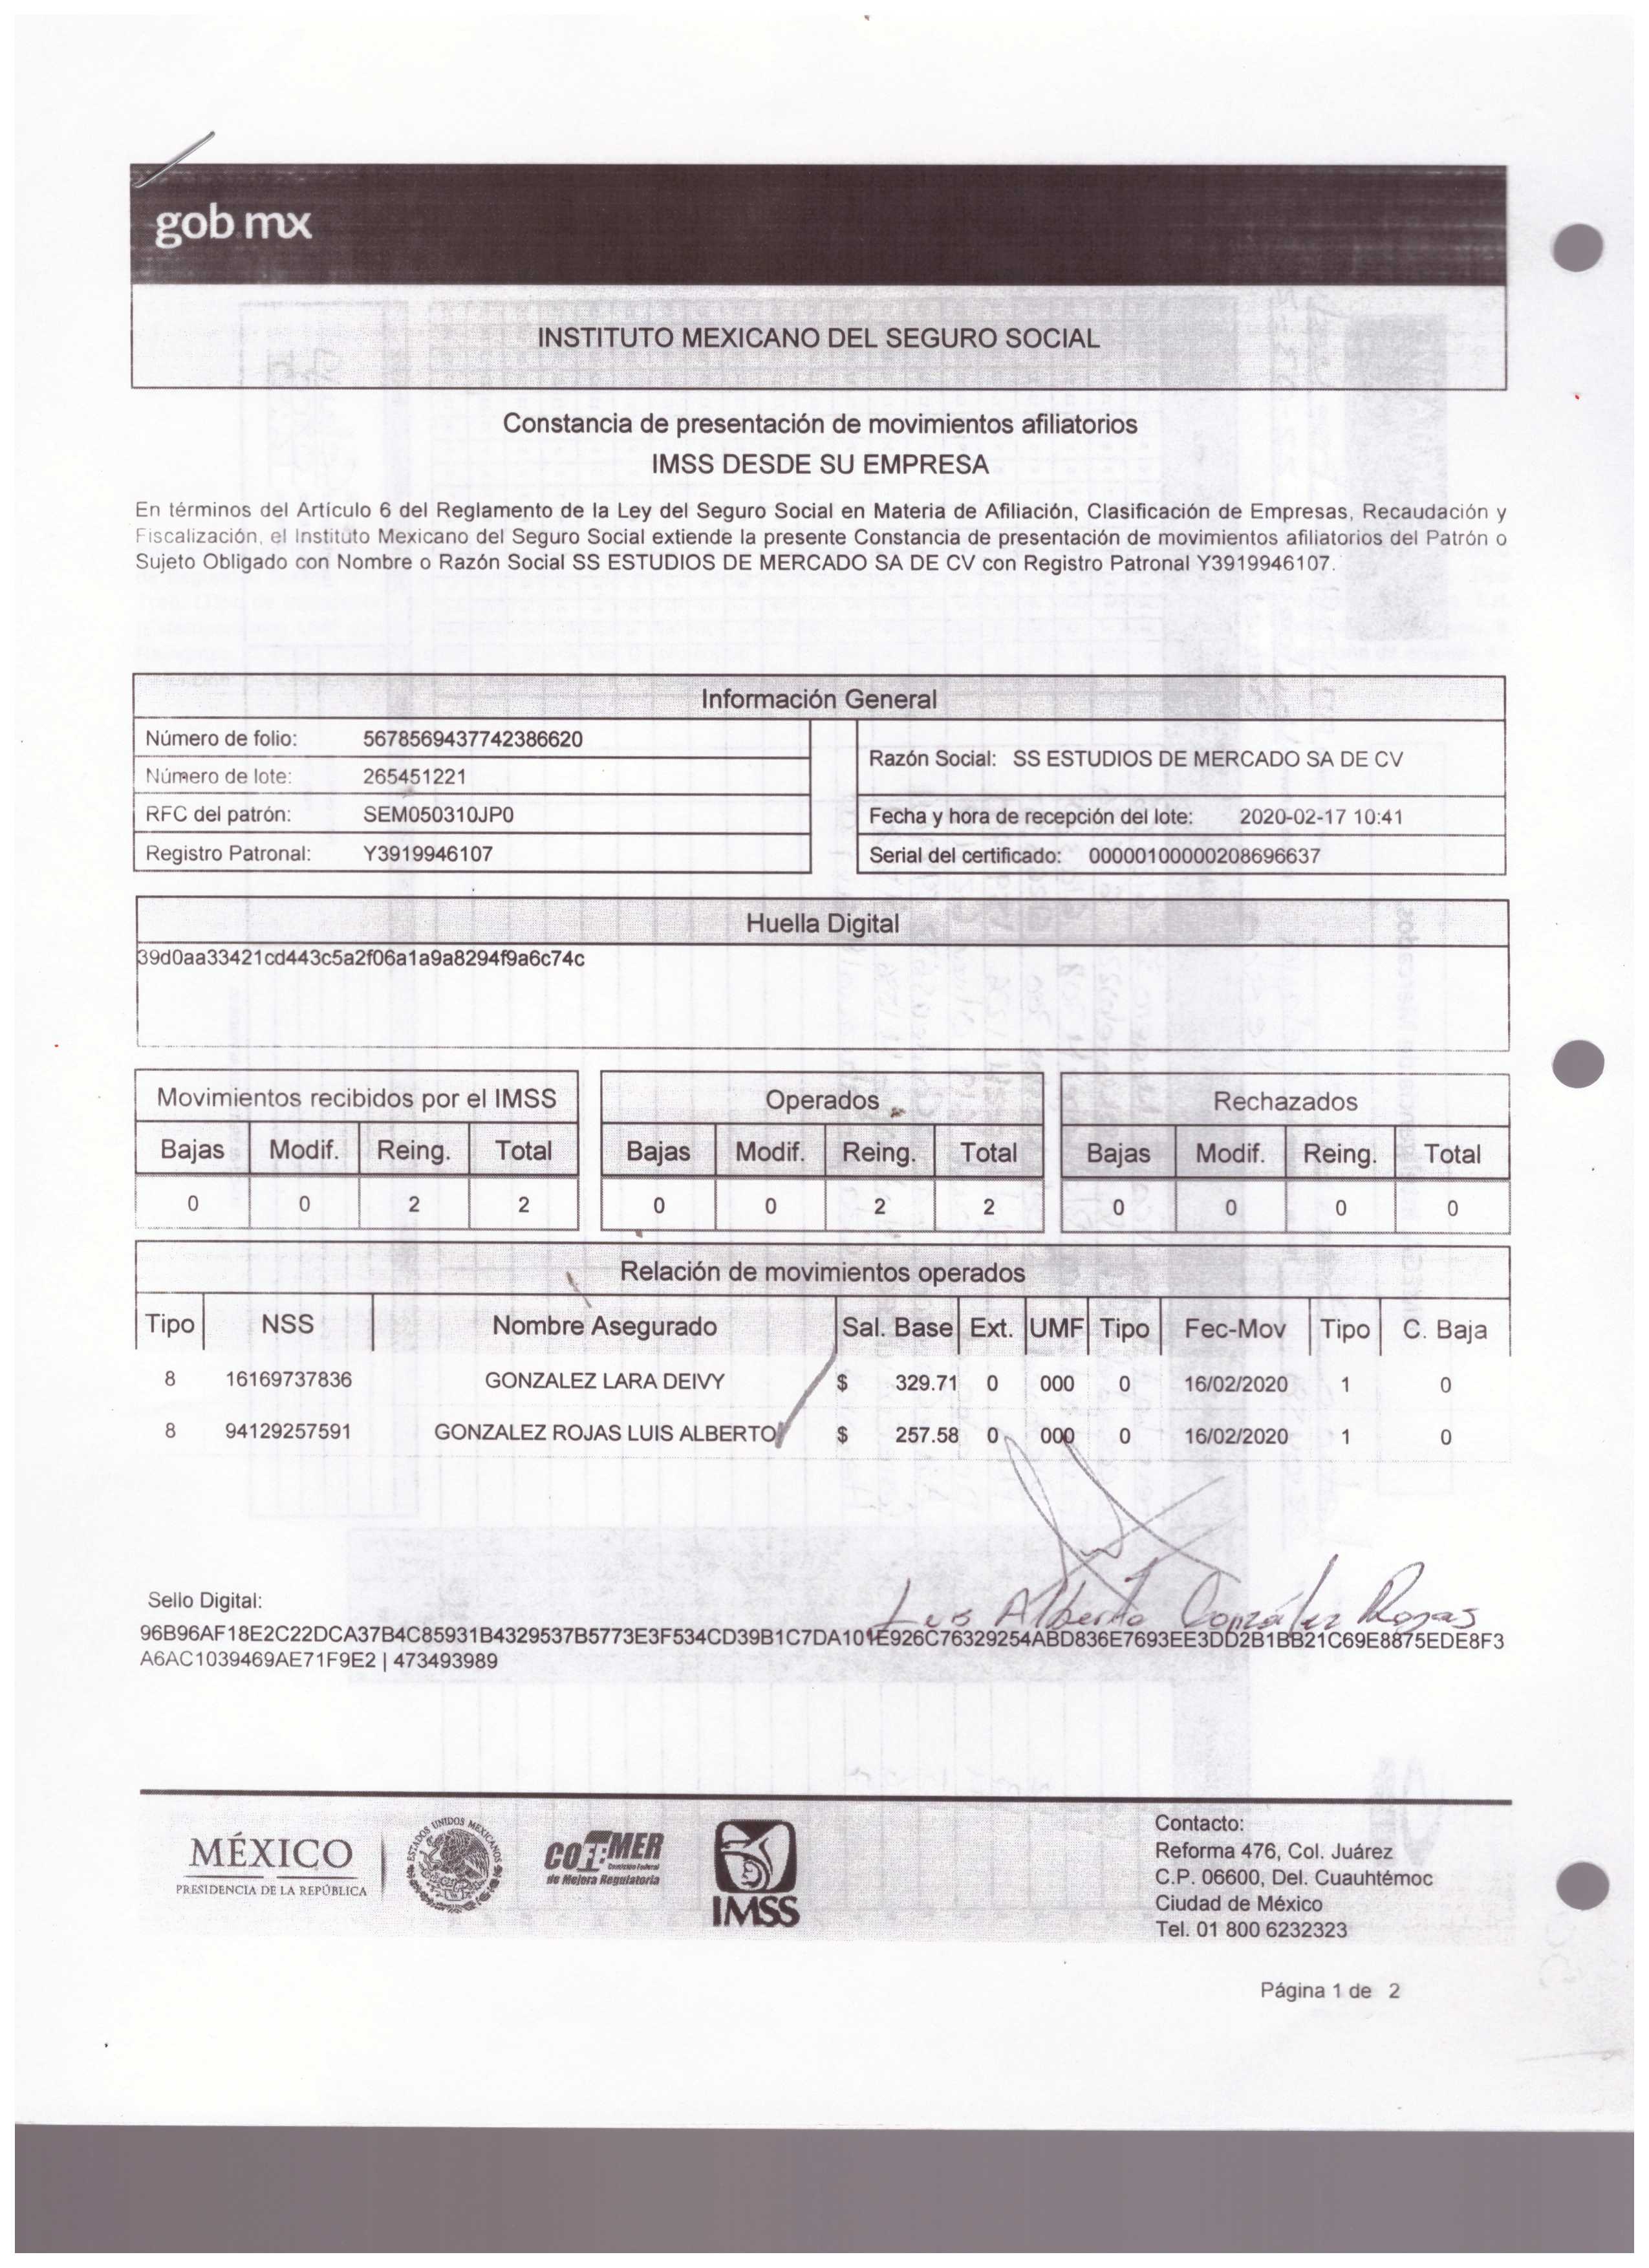 gob mx
INSTITUTO MEXICANO DEL SEGURO SOCIAL
Constancia de presentación de movimientos afiliatorios
IMSS DESDE SU EMPRESA
En términos del Artículo 6 del Reglamento de la Ley del Seguro Social en Materia de Afiliación, Clasificación de Empresas, Recaudación y
Fiscalización, el Instituto Mexicano del Seguro Social extiende la presente Constancia de presentación de movimientos afiliatorios del Patrón o
Sujeto Obligado con Nombre o Razón Social SS ESTUDIOS DE MERCADO SA DE CV con Registro Patronal Y3919946107.
Información General
Número de folio: 5678569437742386620
Número de lote: 265451221
RFC del patrón: SEM050310JP0
Registro Patronal: Y3919946107
Razón Social: SS ESTUDIOS DE MERCADO SA DE CV
Fecha y hora de recepción del lote: 2020-02-17 10:41
Serial del certificado: 00000100000208696637
Huella Digital
39d0aa33421cd443c5a2f06a1a9a8294f9a6c74c
Movimientos recibidos por el IMSS
Bajas Modif. Reing. Total
0 0 2 2
Operados
Bajas Modif. Reing. Total
0 0 2 2
Rechazados
Bajas Modif. Reing. Total
0 0 0 0
Relación de movimientos operados
Tipo NSS Nombre Asegurado Sal. Base Ext. UMF Tipo Fec-Mov Tipo C. Baja
8 16169737836 GONZALEZ LARA DEIVY $ 329.71 0 000 0 16/02/2020 1 0
8 94129257591 GONZALEZ ROJAS LUIS ALBERTO $ 257.58 0 000 0 16/02/2020 1 0
Luis Alberto González Rojas
Sello Digital:
96B96AF18E2C22DCA37B4C85931B4329537B5773E3F534CD39B1C7DA101E926C76329254ABD836E7693EE3DD2B1BB21C69E8875EDE8F3
A6AC1039469AE71F9E2 | 473493989
MÉXICO
PRESIDENCIA DE LA REPÚBLICA
ESTADOS UNIDOS MEXICANOS
COFEMER
Comisión Federal
de Mejora Regulatoria
IMSS
Contacto:
Reforma 476, Col. Juárez
C.P. 06600, Del. Cuauhtémoc
Ciudad de México
Tel. 01 800 6232323
Página 1 de 2